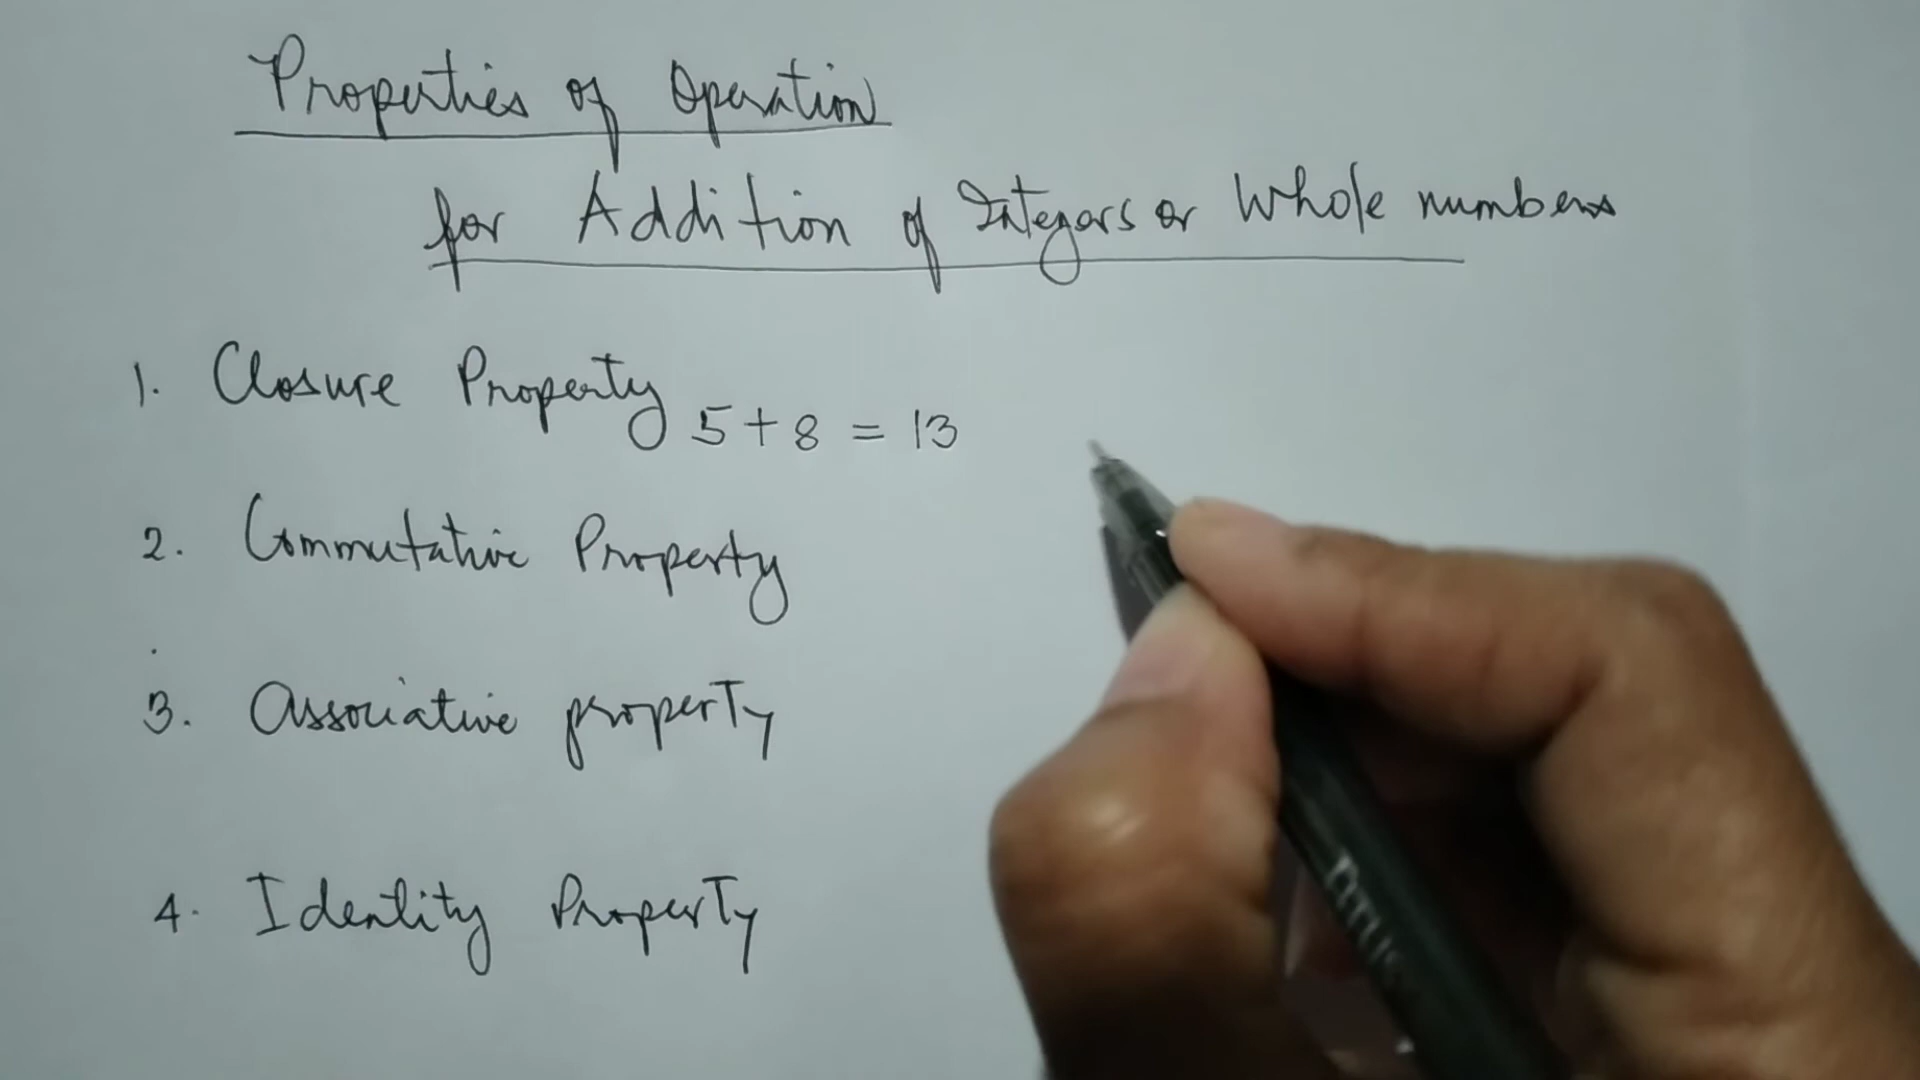 Properties of Operation
for Addition of Integers or Whole numbers
1. Closure Property 5+8 = 13
2. Commutative Property
3. Associative property
4. Identity Property